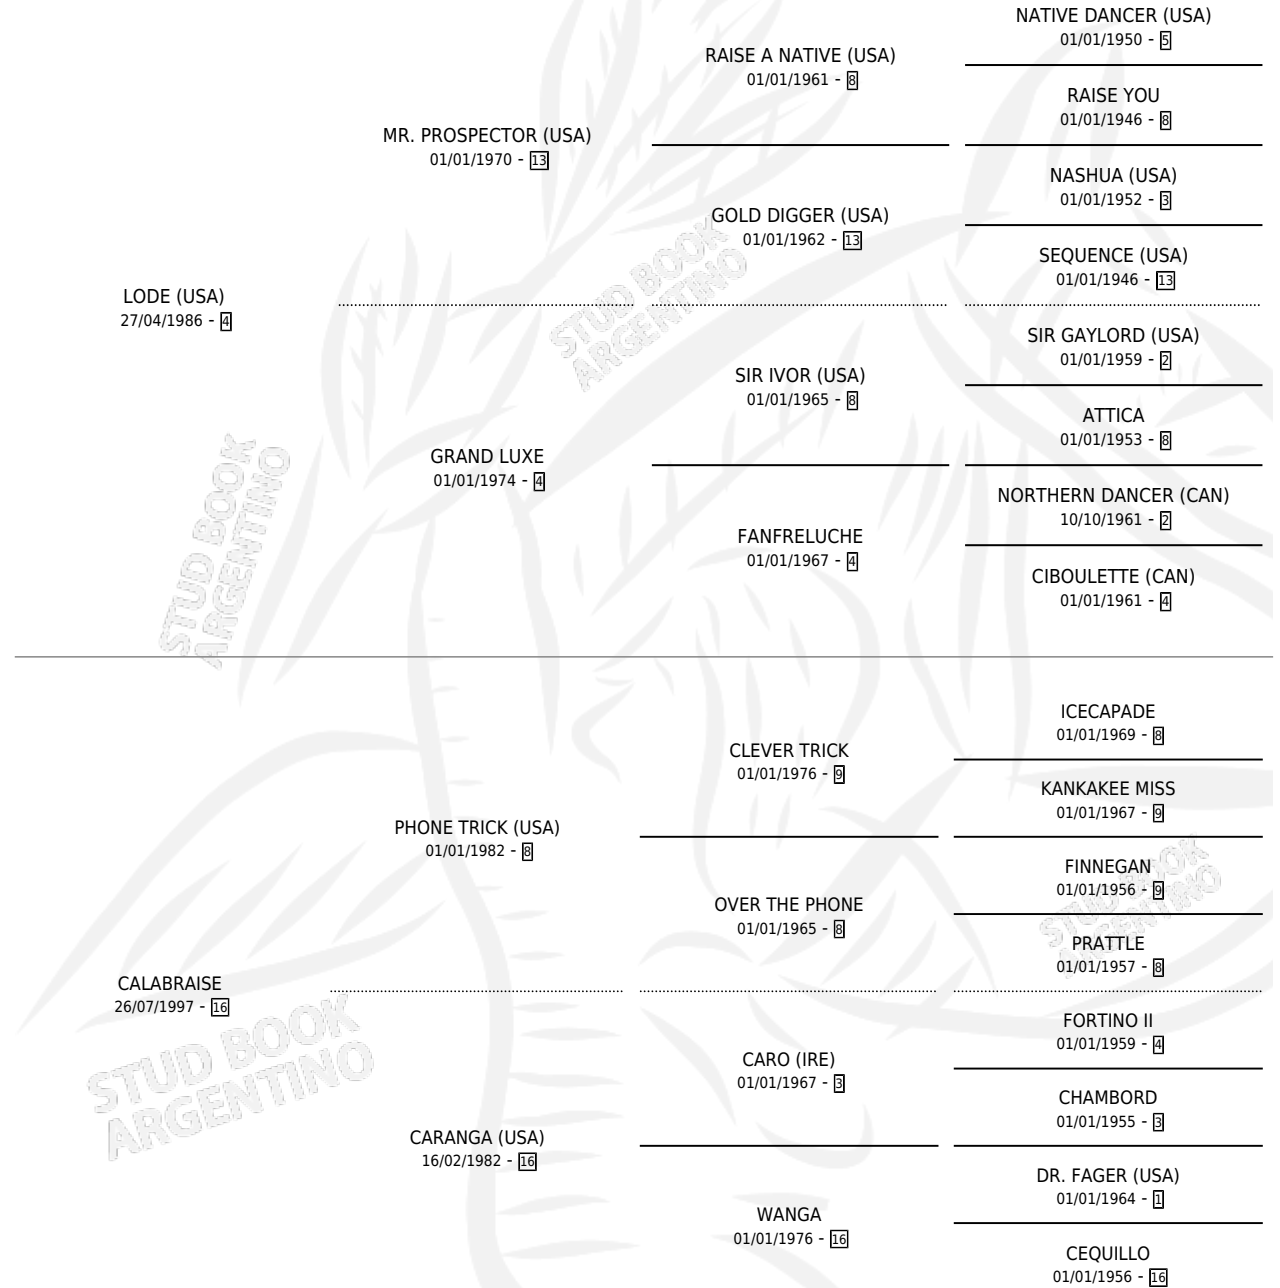 NATIVE DANCER (USA)
01/01/1950 - 5
RAISE A NATIVE (USA)
01/01/1961 - 8
RAISE YOU
01/01/1946 - 8
MR. PROSPECTOR (USA)
01/01/1970 - 13
NASHUA (USA)
01/01/1952 - 3
GOLD DIGGER (USA)
01/01/1962 - 13
SEQUENCE (USA)
01/01/1946 - 13
LODE (USA)
27/04/1986 - 4
SIR GAYLORD (USA)
01/01/1959 - 2
SIR IVOR (USA)
01/01/1965 - 8
ATTICA
01/01/1953 - 8
GRAND LUXE
01/01/1974 - 4
NORTHERN DANCER (CAN)
10/10/1961 - 2
FANFRELUCHE
01/01/1967 - 4
CIBOULETTE (CAN)
01/01/1961 - 4
ICECAPADE
01/01/1969 - 8
CLEVER TRICK
01/01/1976 - 9
KANKAKEE MISS
01/01/1967 - 9
PHONE TRICK (USA)
01/01/1982 - 8
FINNEGAN
01/01/1956 - 9
OVER THE PHONE
01/01/1965 - 8
PRATTLE
01/01/1957 - 8
CALABRAISE
26/07/1997 - 16
FORTINO II
01/01/1959 - 4
CARO (IRE)
01/01/1967 - 3
CHAMBORD
01/01/1955 - 3
CARANGA (USA)
16/02/1982 - 16
DR. FAGER (USA)
01/01/1964 - 1
WANGA
01/01/1976 - 16
CEQUILLO
01/01/1956 - 16
STUD BOOK
ARGENTINO
STUD BOOK
ARGENTINO
STUD BOOK
ARGENTINO
STUD BOOK
ARGENTINO